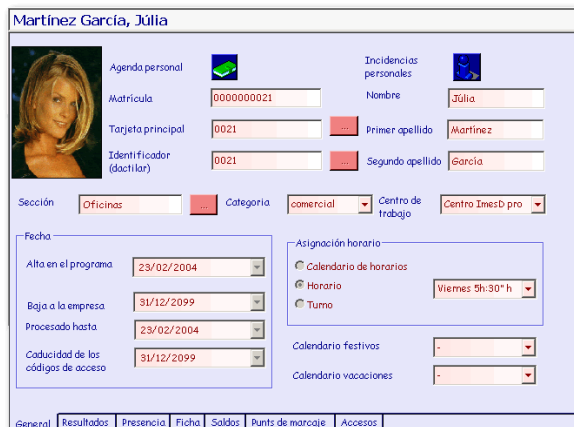 Martínez García, Júlia
Agenda personal
Incidencias
personales
Matrícula
0000000021
Nombre
Júlia
Tarjeta principal
0021
...
Primer apellido
Martínez
Identificador
(dactilar)
0021
...
Segundo apellido
García
Sección
Oficinas
...
Categoria
comercial
Centro de
trabajo
Centro ImesD pro
Fecha
Alta en el programa
23/02/2004
Baja a la empresa
31/12/2099
Procesado hasta
23/02/2004
Caducidad de los
códigos de acceso
31/12/2099
Asignación horario
Calendario de horarios
Horario
Turno
Viernes 5h:30" h
Calendario festivos
-
Calendario vacaciones
-
General Resultados Presencia Ficha Saldos Punts de marcaje Accesos